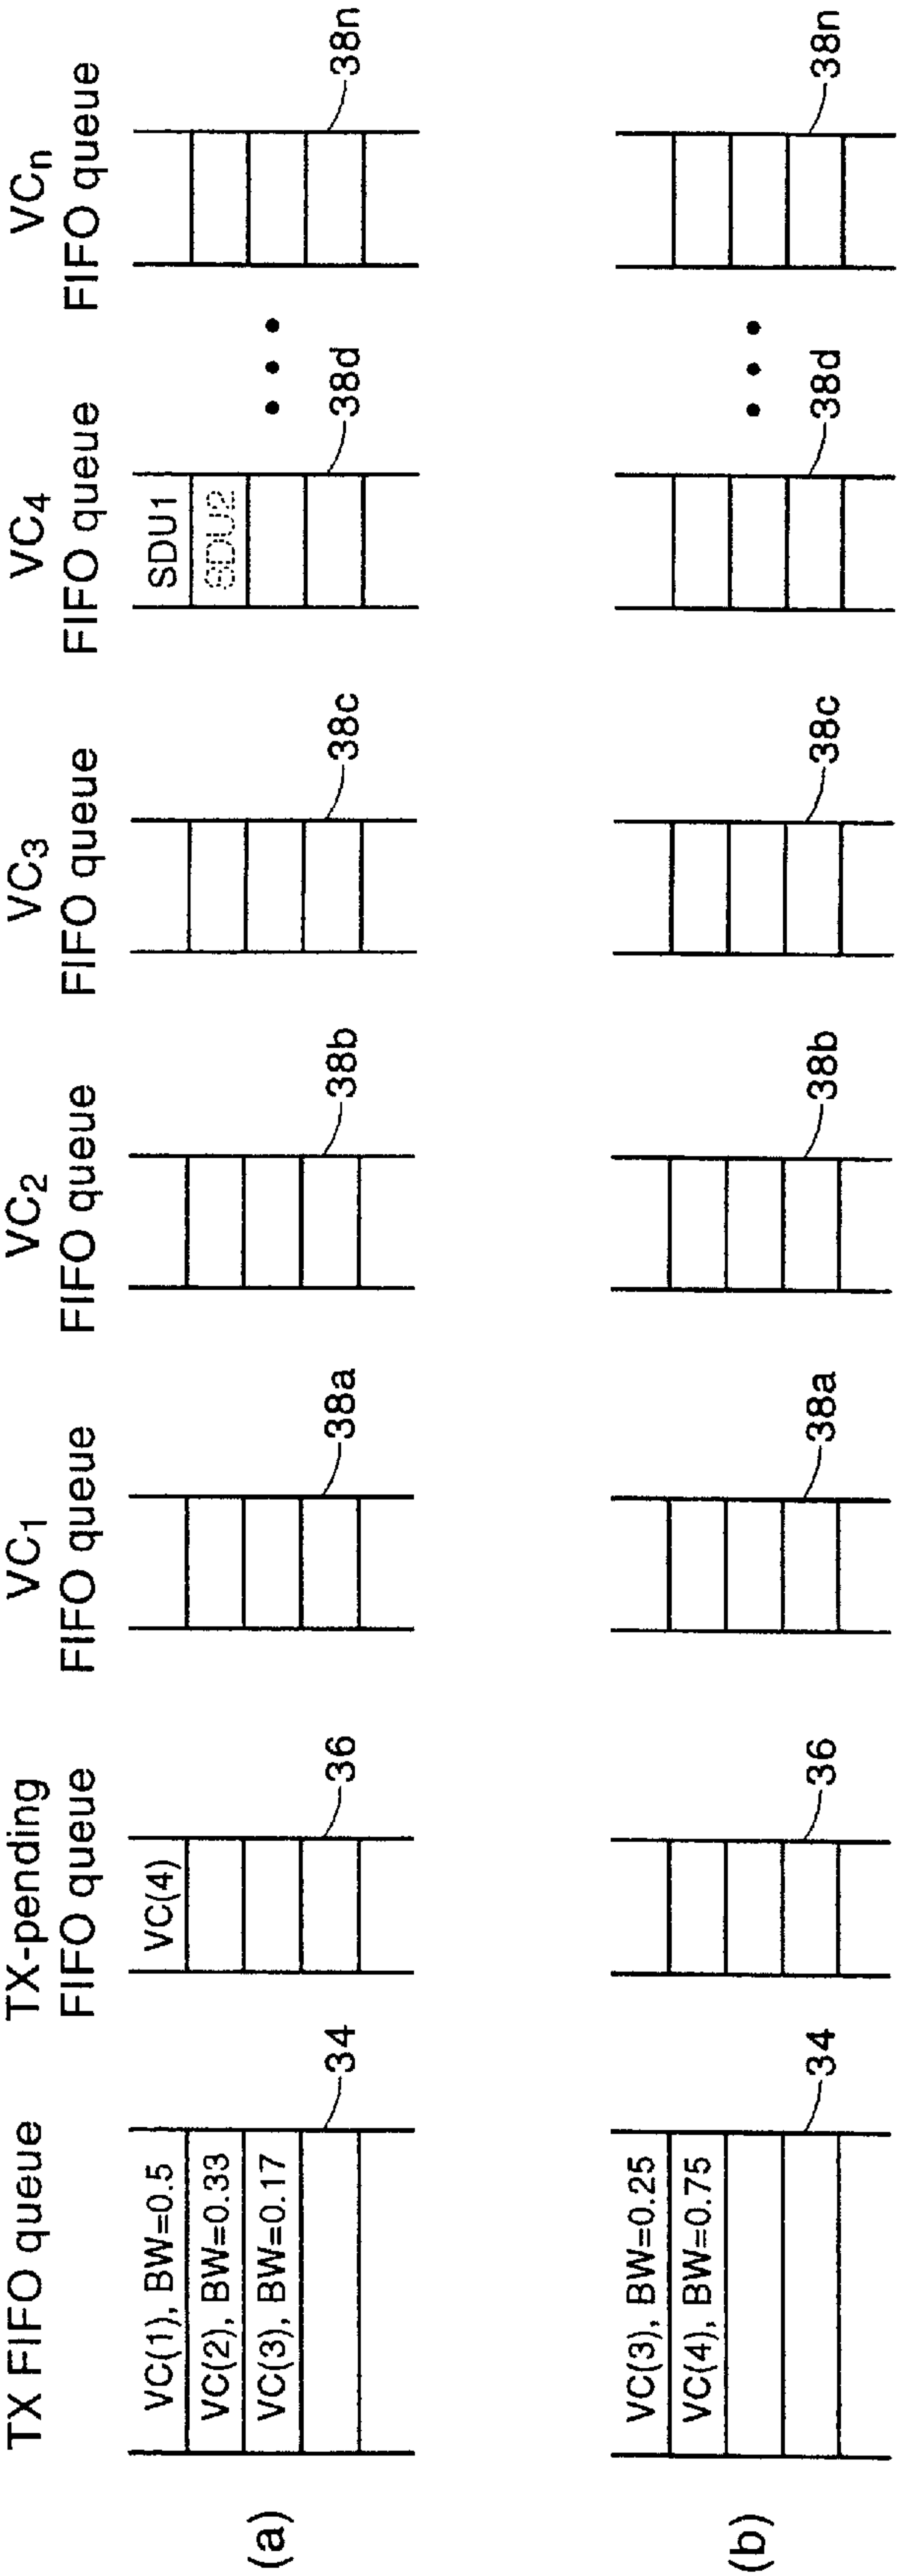 TX FIFO queue
TX-pending
FIFO queue
VC1
FIFO queue
VC2
FIFO queue
VC3
FIFO queue
VC4
FIFO queue
VCn
FIFO queue
(a)
VC(1), BW=0.5
VC(2), BW=0.33
VC(3), BW=0.17
34
VC(4)
36
38a
38b
38c
SDU1
SDU2
38d
38n
(b)
VC(3), BW=0.25
VC(4), BW=0.75
34
36
38a
38b
38c
38d
38n